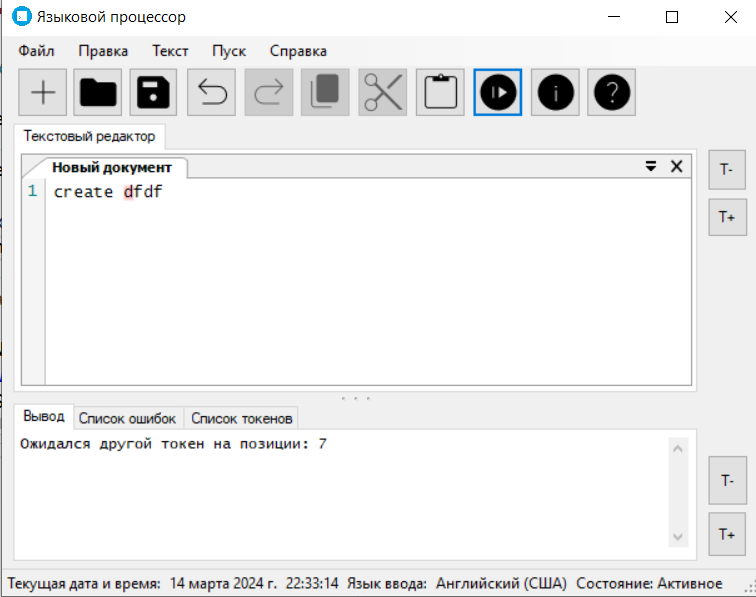 Языковой процессор
Файл Правка Текст Пуск Справка
Текстовый редактор
Новый документ
T-
1 create dfdf
T+
Вывод Список ошибок Список токенов
Ожидался другой токен на позиции: 7
T-
T+
Текущая дата и время: 14 марта 2024 г. 22:33:14 Язык ввода: Английский (США) Состояние: Активное